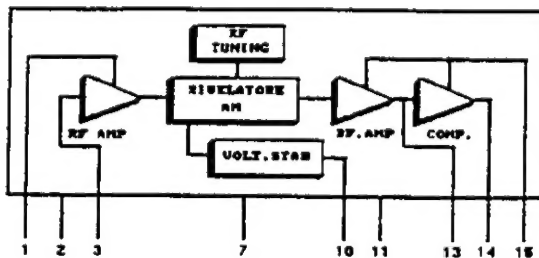 RF
TUNING
RIVELATORE
AM
RF AMP
BF.AMP
COMP.
VOLT.STAB
1 2 3 7 10 11 13 14 15